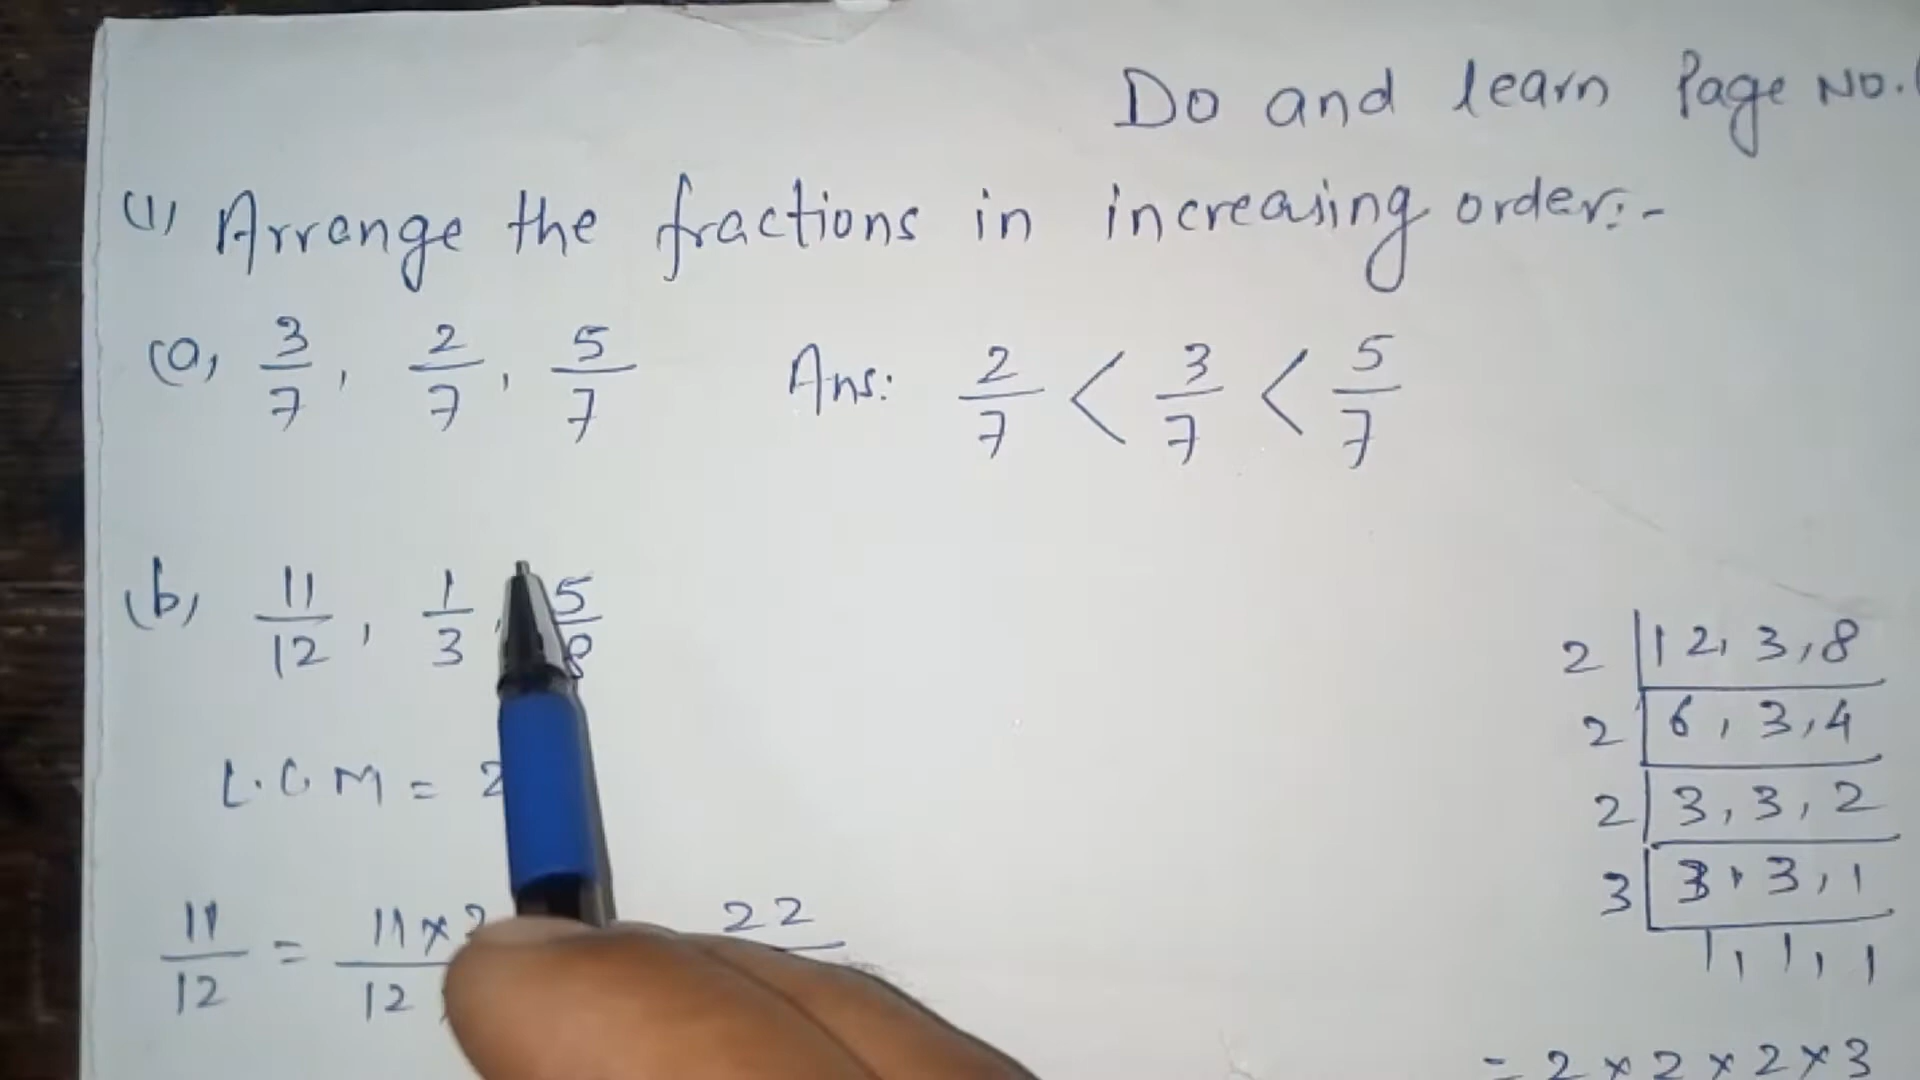 Do and learn Page No.
(1) Arrange the fractions in increasing order:-
(a) 3/7, 2/7, 5/7 Ans: 2/7 < 3/7 < 5/7
(b) 11/12, 1/3, 5/8
L.C.M = 2
11/12 = 11×2/12 22
2 | 12, 3, 8
2 | 6, 3, 4
2 | 3, 3, 2
3 | 3, 3, 1
1, 1, 1
= 2×2×2×3